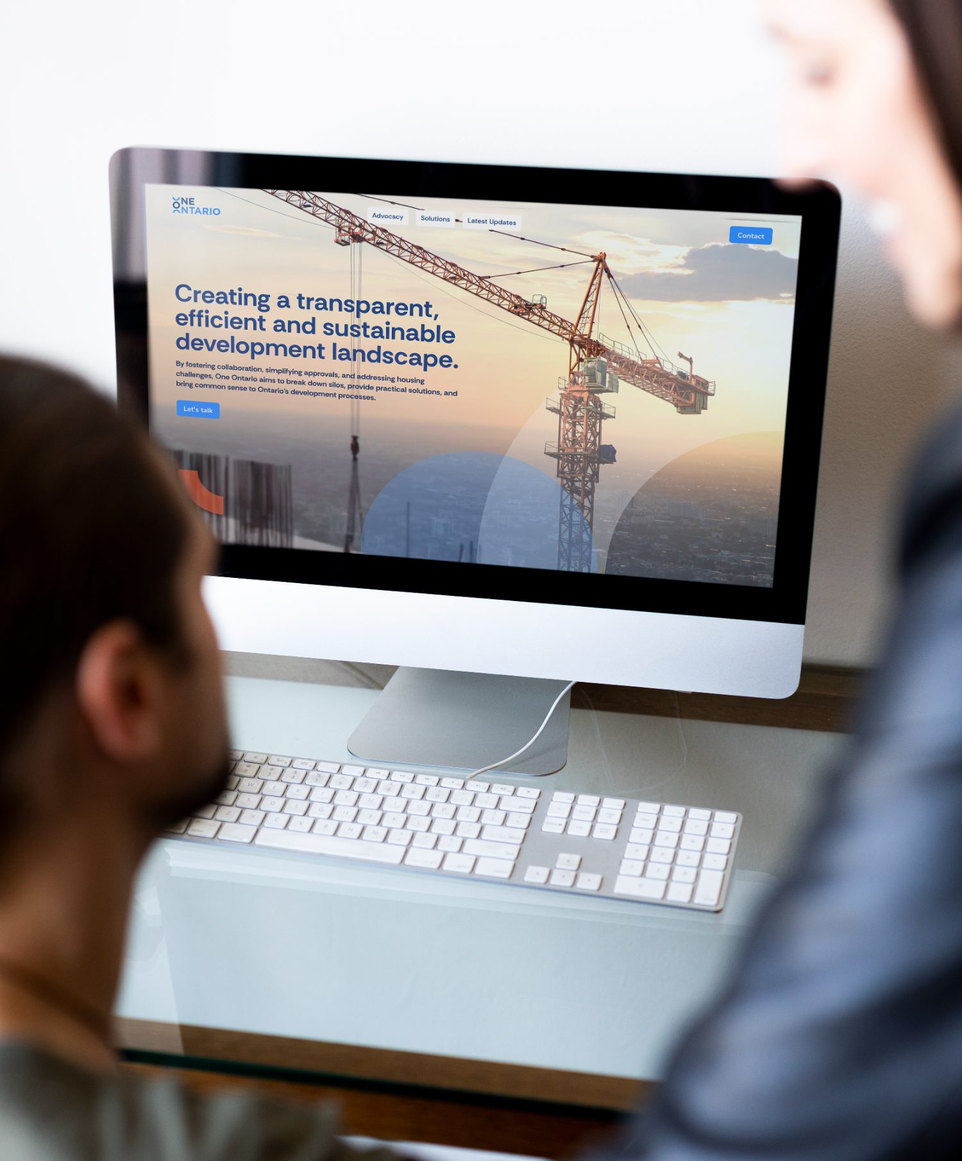 ONE
ONTARIO
Advocacy Solutions Latest Updates
Contact
Creating a transparent,
efficient and sustainable
development landscape.
By fostering collaboration, simplifying approvals, and addressing housing
challenges, One Ontario aims to break down silos, provide practical solutions, and
bring common sense to Ontario's development processes.
Let's talk